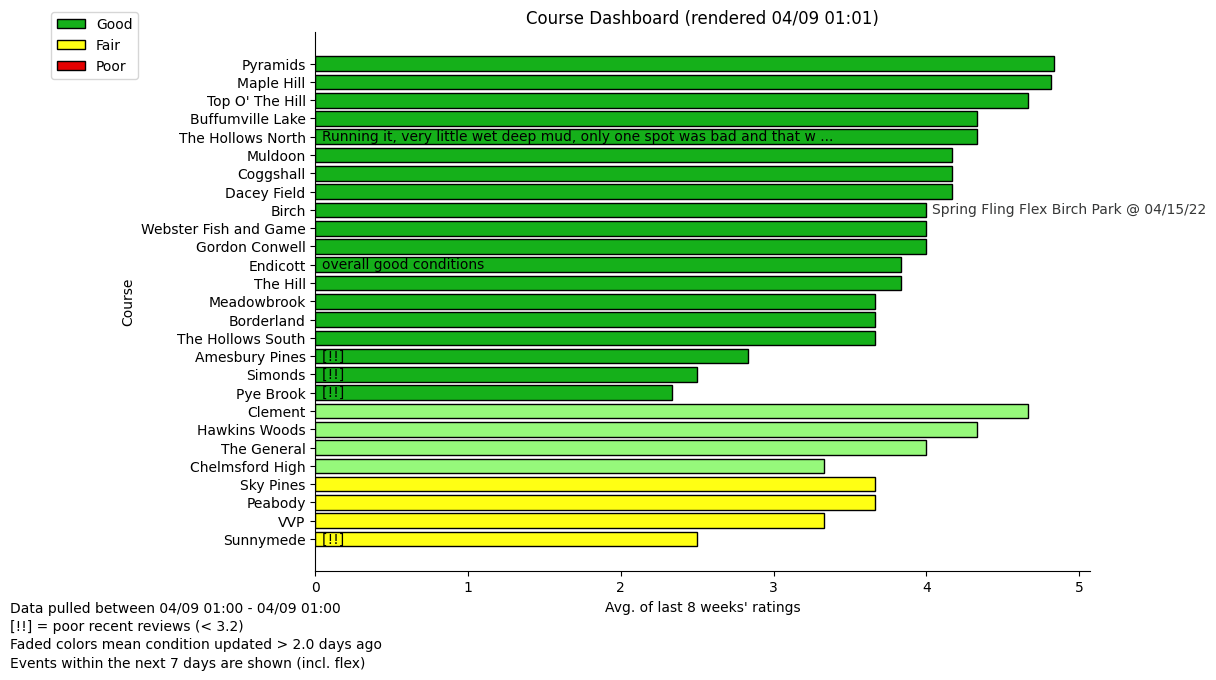 Good
Fair
Poor
Course Dashboard (rendered 04/09 01:01)
Course
Pyramids
Maple Hill
Top O' The Hill
Buffumville Lake
The Hollows North Running it, very little wet deep mud, only one spot was bad and that w ...
Muldoon
Coggshall
Dacey Field
Birch Spring Fling Flex Birch Park @ 04/15/22
Webster Fish and Game
Gordon Conwell
Endicott overall good conditions
The Hill
Meadowbrook
Borderland
The Hollows South
Amesbury Pines [!!]
Simonds [!!]
Pye Brook [!!]
Clement
Hawkins Woods
The General
Chelmsford High
Sky Pines
Peabody
VVP
Sunnymede [!!]
0 1 2 3 4 5
Avg. of last 8 weeks' ratings
Data pulled between 04/09 01:00 - 04/09 01:00
[!!] = poor recent reviews (< 3.2)
Faded colors mean condition updated > 2.0 days ago
Events within the next 7 days are shown (incl. flex)